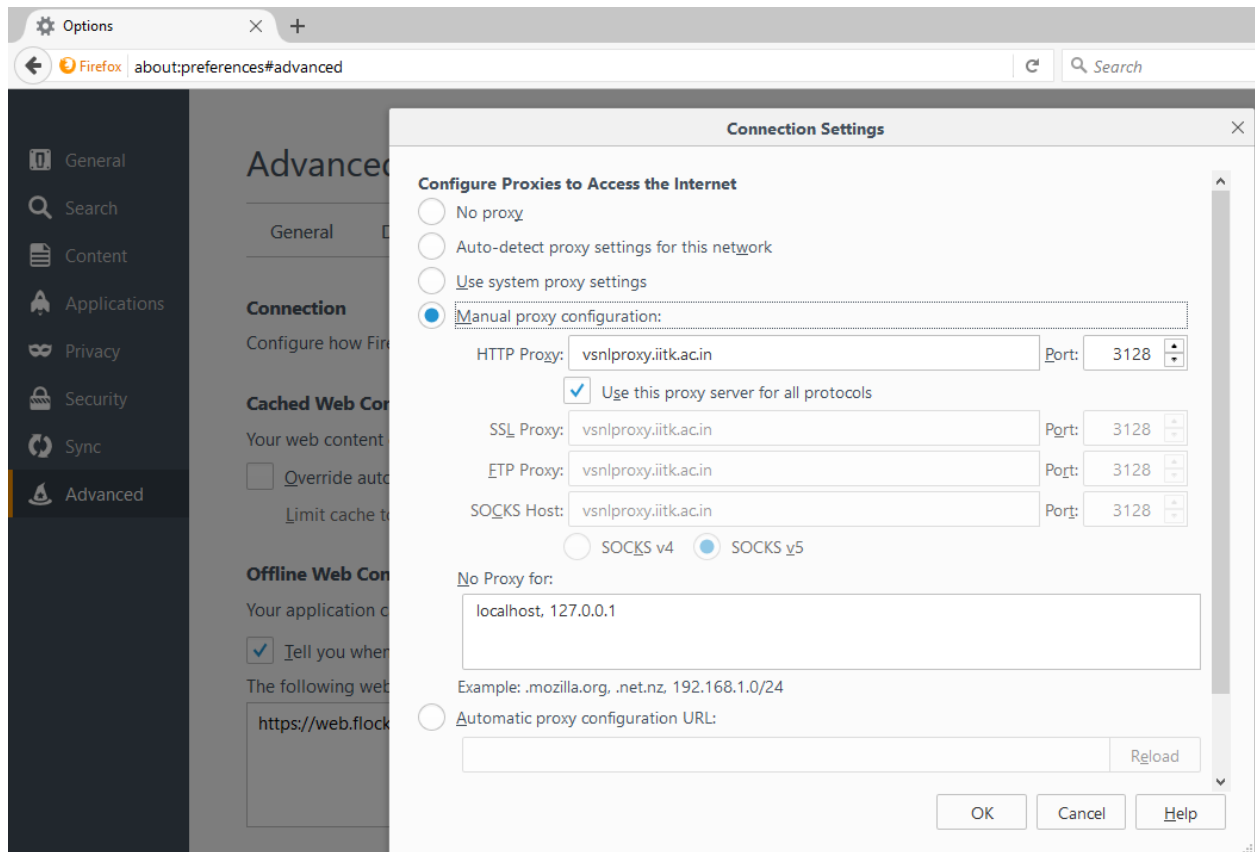 Options
Firefox about:preferences#advanced
Search
General
Search
Content
Applications
Privacy
Security
Sync
Advanced
Advanced
General
Connection
Configure how Fire
Cached Web Con
Your web content
Override auto
Limit cache to
Offline Web Con
Your application c
Tell you when
The following web
https://web.flock
Connection Settings
Configure Proxies to Access the Internet
No proxy
Auto-detect proxy settings for this network
Use system proxy settings
Manual proxy configuration:
HTTP Proxy: vsnlproxy.iitk.ac.in Port: 3128
Use this proxy server for all protocols
SSL Proxy: vsnlproxy.iitk.ac.in Port: 3128
FTP Proxy: vsnlproxy.iitk.ac.in Port: 3128
SOCKS Host: vsnlproxy.iitk.ac.in Port: 3128
SOCKS v4 SOCKS v5
No Proxy for:
localhost, 127.0.0.1
Example: .mozilla.org, .net.nz, 192.168.1.0/24
Automatic proxy configuration URL:
Reload
OK Cancel Help